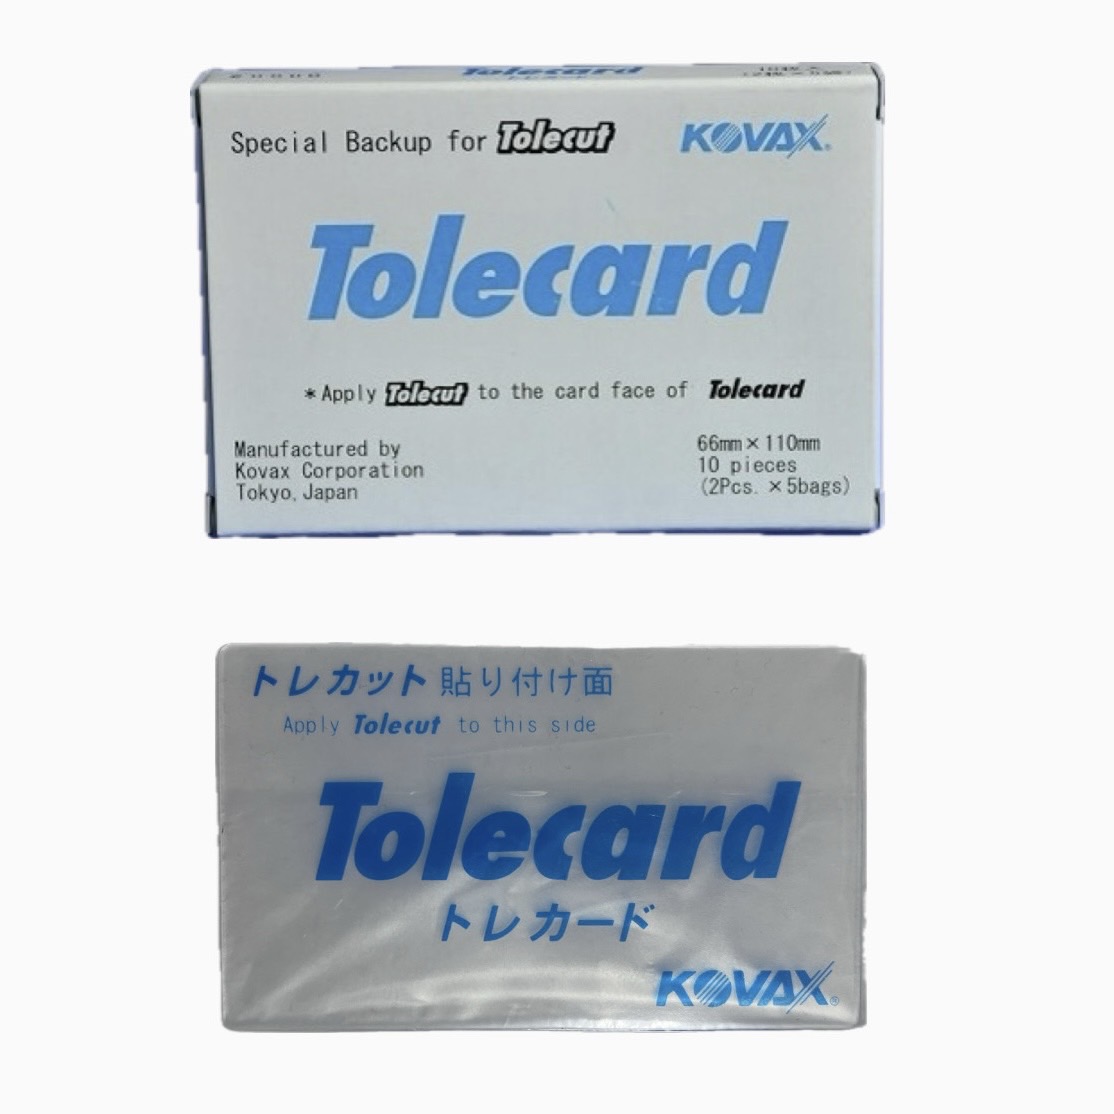 Tolecard
Special Backup for Tolecut KOVAX®
Tolecard
*Apply Tolecut to the card face of Tolecard
Manufactured by
Kovax Corporation
Tokyo, Japan
66mm×110mm
10 pieces
(2Pcs. ×5bags)
トレカット 貼り付け面
Apply Tolecut to this side
Tolecard
トレカード
KOVAX®